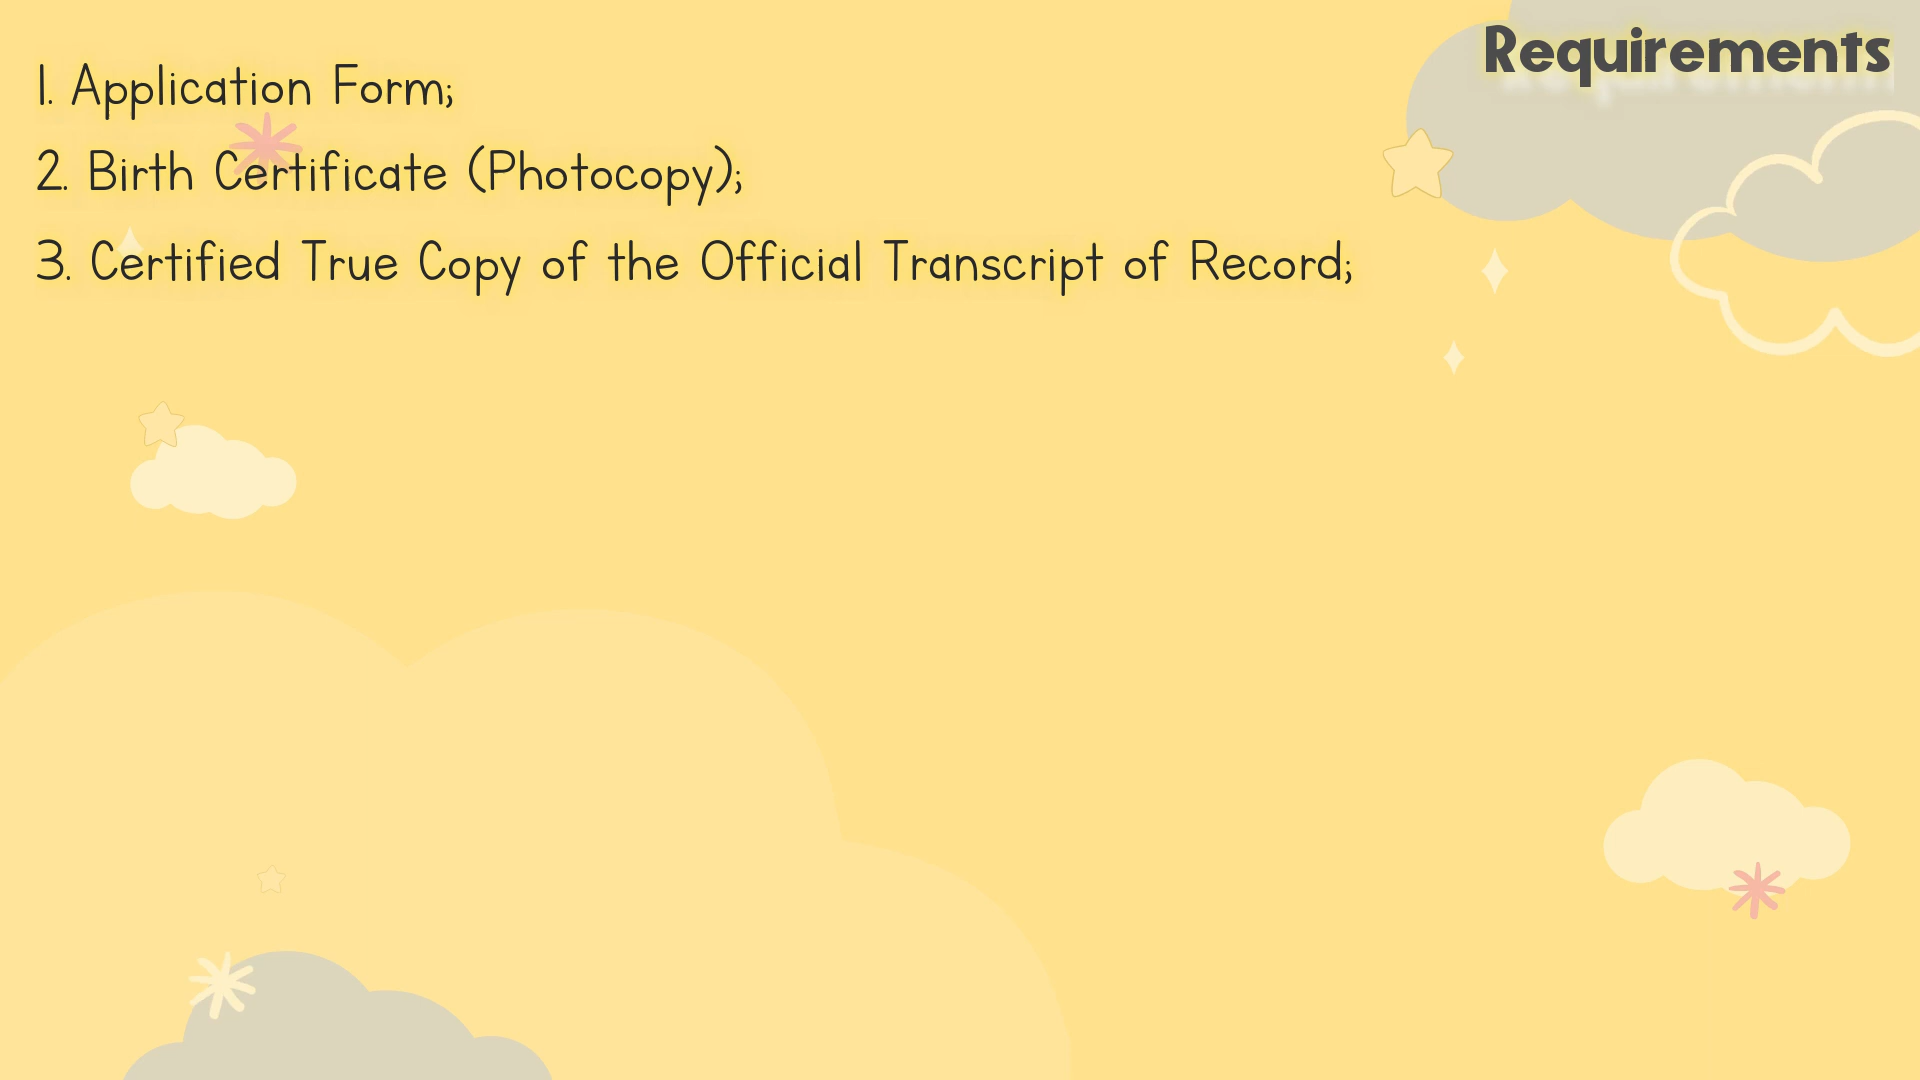 Requirements
1. Application Form;
2. Birth Certificate (Photocopy);
3. Certified True Copy of the Official Transcript of Record;